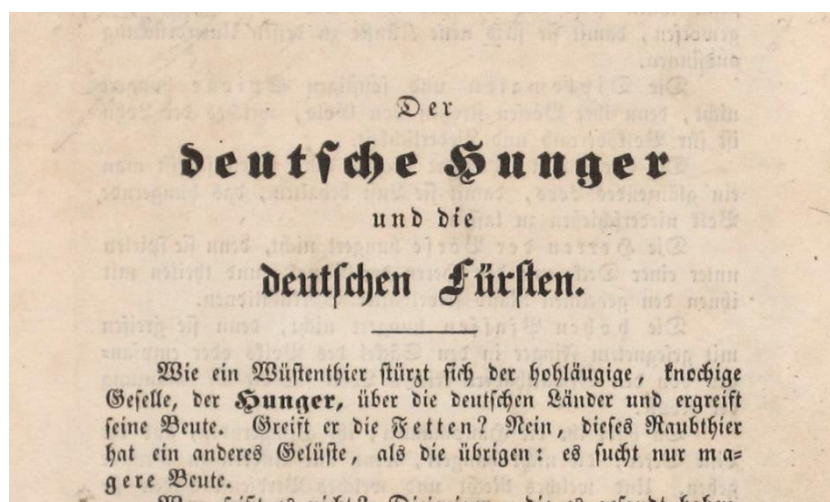 Der
deutsche Hunger
und die
deutschen Fürsten.
Wie ein Wüstenthier stürzt sich der hohläugige, knochige
Geselle, der Hunger, über die deutschen Länder und ergreift
seine Beute. Greift er die Fetten? Nein, dieses Raubthier
hat ein anderes Gelüste, als die übrigen: es sucht nur ma-
gere Beute.